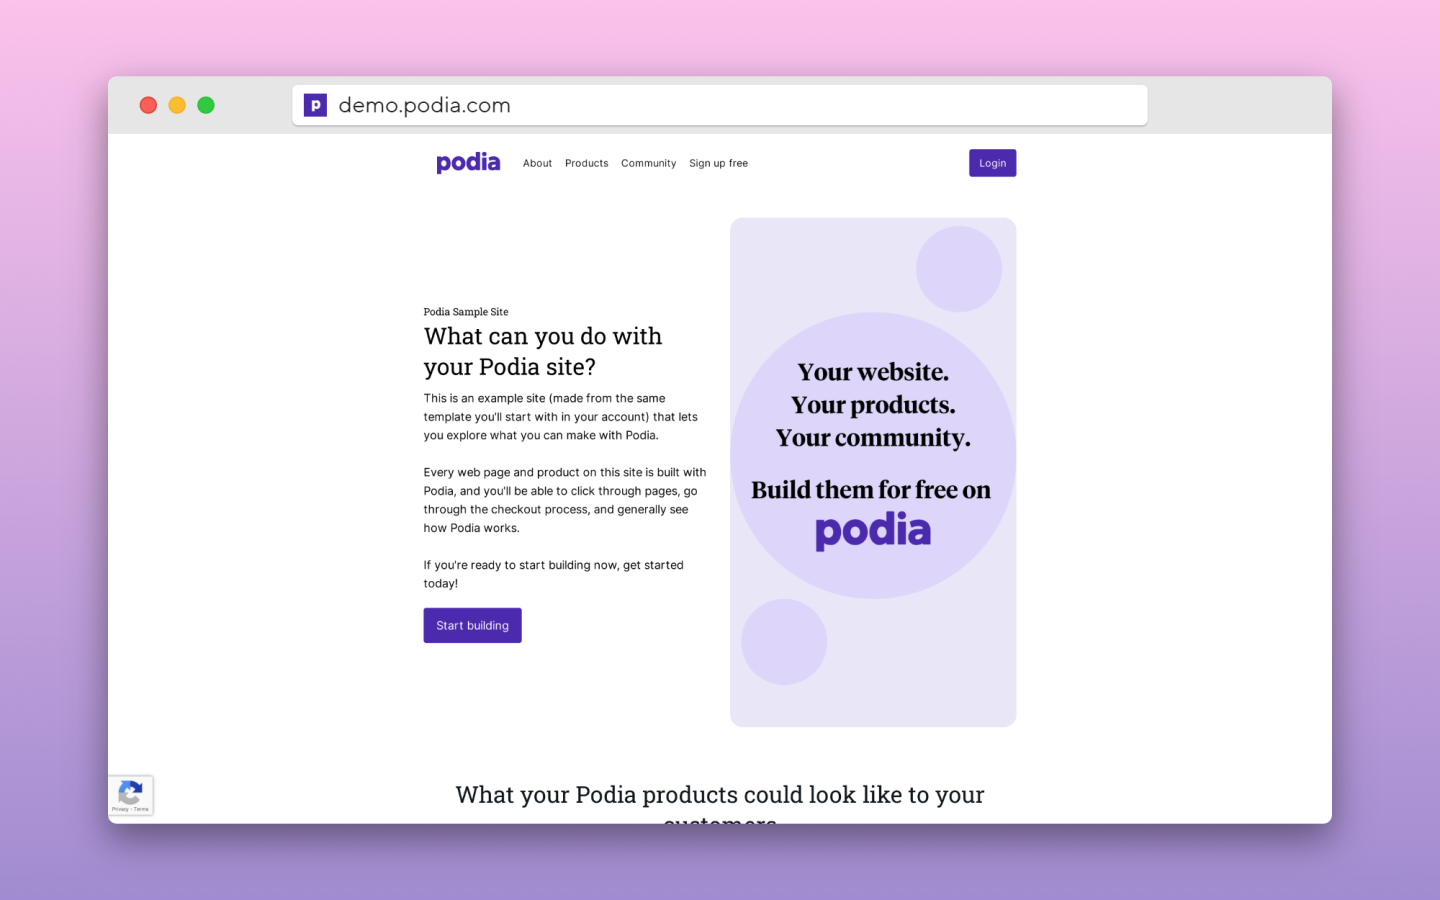 p demo.podia.com
podia About Products Community Sign up free Login
Podia Sample Site
What can you do with
your Podia site?
This is an example site (made from the same
template you'll start with in your account) that lets
you explore what you can make with Podia.
Every web page and product on this site is built with
Podia, and you'll be able to click through pages, go
through the checkout process, and generally see
how Podia works.
If you're ready to start building now, get started
today!
Start building
Your website.
Your products.
Your community.
Build them for free on
podia
What your Podia products could look like to your
customers
Privacy - Terms